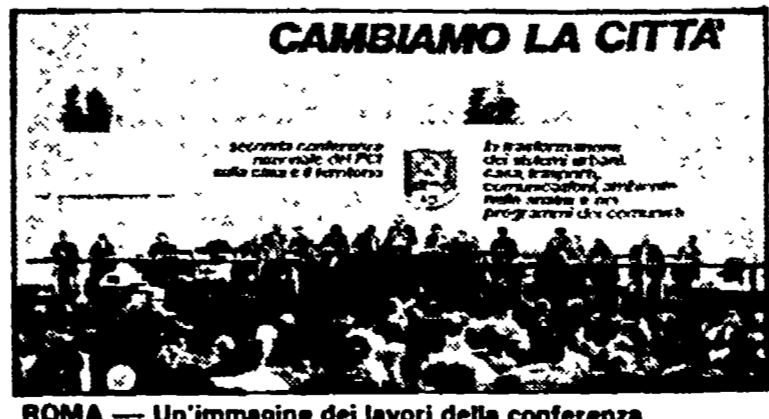 CAMBIAMO LA CITTÀ
seconda conferenza
nazionale del PCI
sulla casa e il territorio
la trasformazione
dei sistemi urbani,
casa, trasporti,
comunicazioni, ambiente
nelle analisi e nei
programmi dei comunisti
ROMA — Un'immagine dei lavori della conferenza